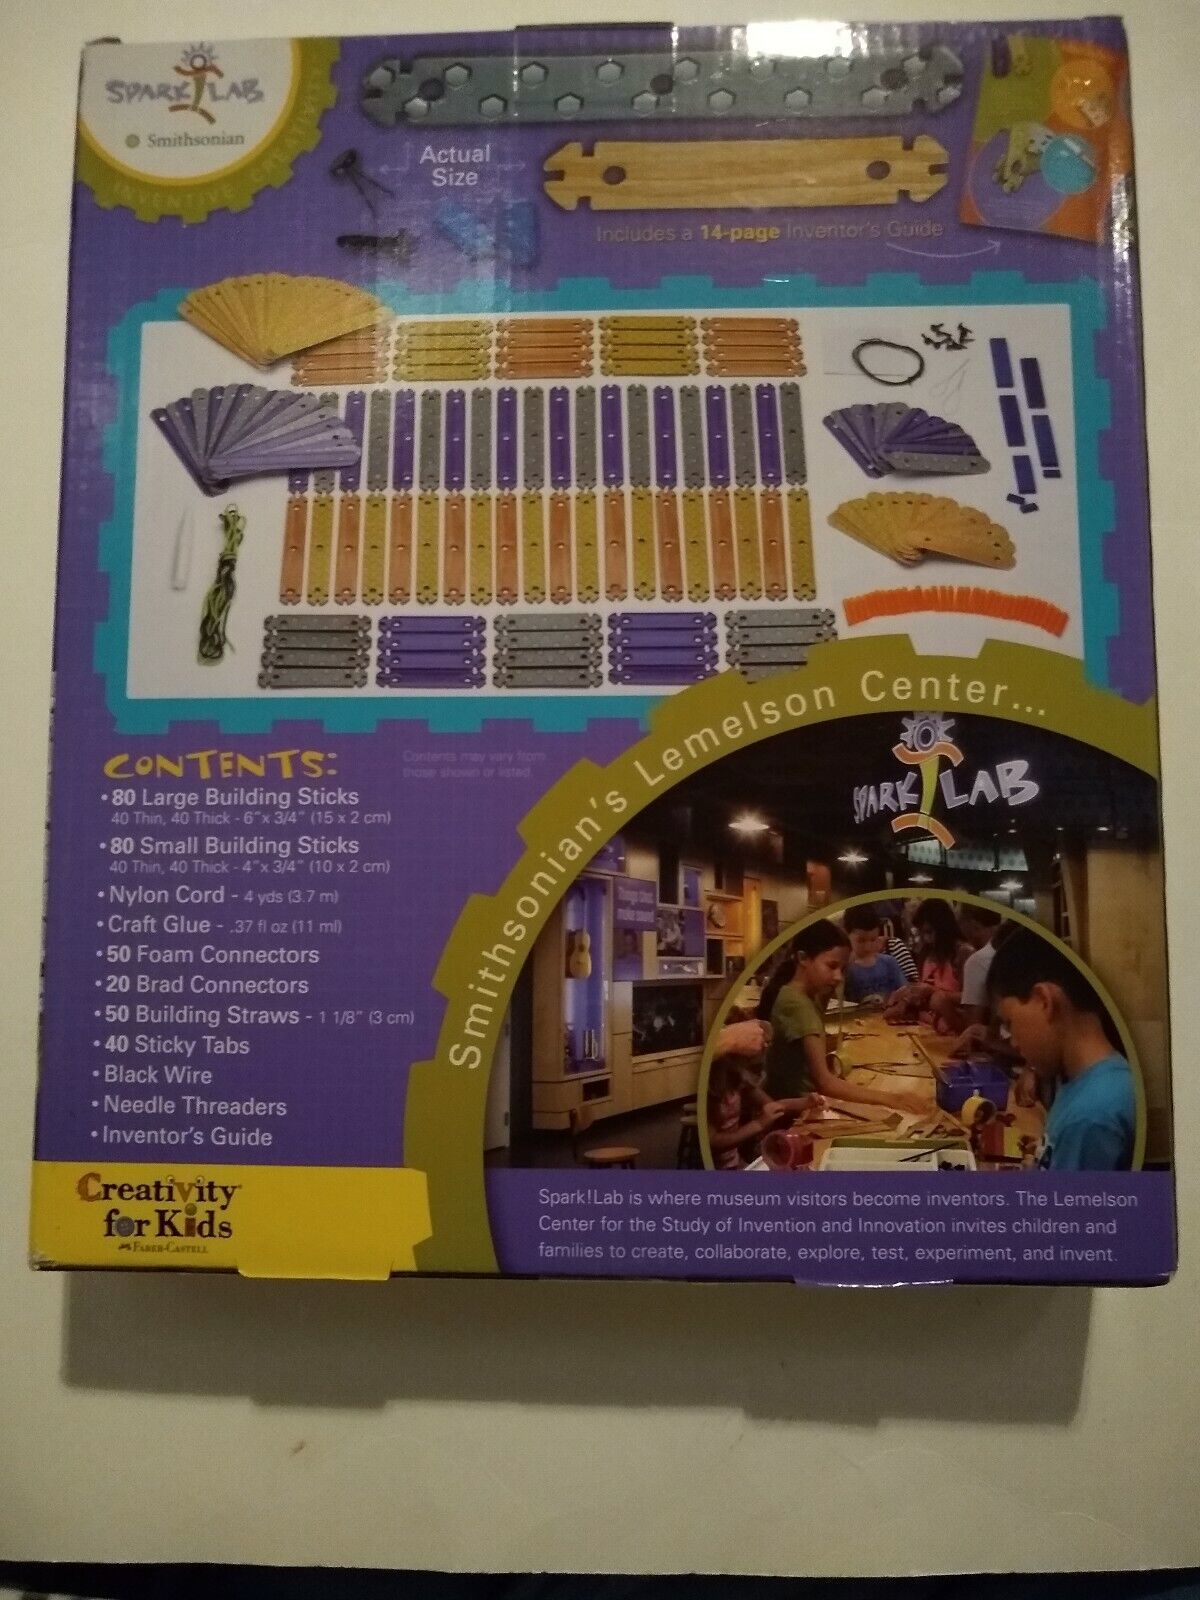 SPARK!LAB
Smithsonian
INVENTIVE CREATIVITY
Actual
Size
Includes a 14-page Inventor's Guide
CONTENTS:
Contents may vary from
those shown or listed.
•80 Large Building Sticks
40 Thin, 40 Thick - 6"x 3/4" (15 x 2 cm)
•80 Small Building Sticks
40 Thin, 40 Thick - 4"x 3/4" (10 x 2 cm)
•Nylon Cord - 4 yds (3.7 m)
•Craft Glue - .37 fl oz (11 ml)
•50 Foam Connectors
•20 Brad Connectors
•50 Building Straws - 1 1/8" (3 cm)
•40 Sticky Tabs
•Black Wire
•Needle Threaders
•Inventor's Guide
Smithsonian's Lemelson Center...
SPARK!LAB
Things that
make sound
Creativity®
for Kids
FABER-CASTELL
Spark!Lab is where museum visitors become inventors. The Lemelson
Center for the Study of Invention and Innovation invites children and
families to create, collaborate, explore, test, experiment, and invent.